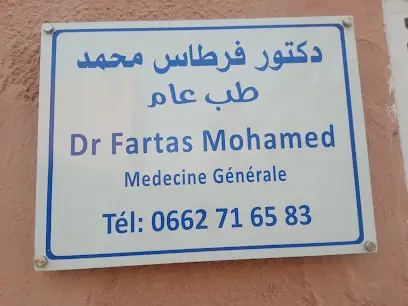 دكتور فرطاس محمد
طب عام
Dr Fartas Mohamed
Medecine Générale
Tél: 0662 71 65 83